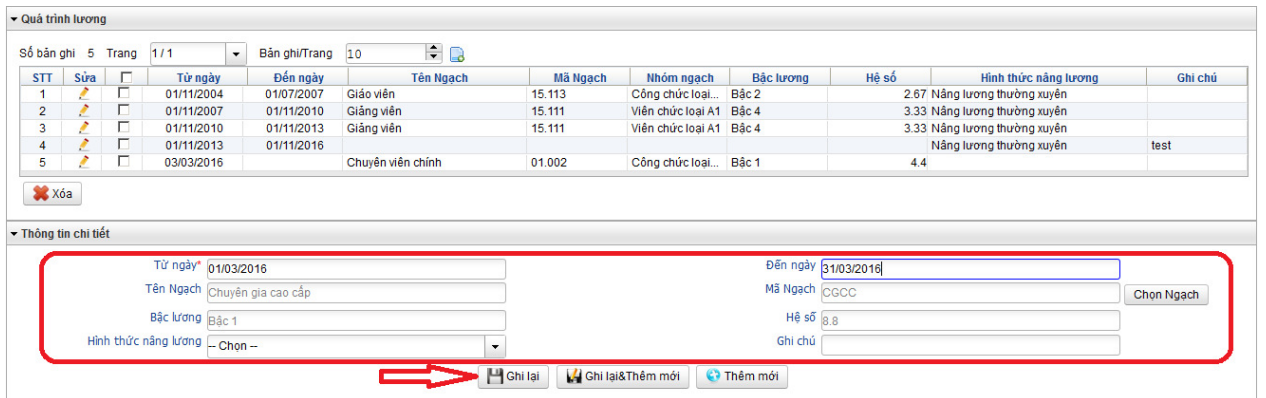 Quá trình lương
Số bản ghi 5 Trang 1 / 1 Bản ghi/Trang 10
STT Sửa Từ ngày Đến ngày Tên Ngạch Mã Ngạch Nhóm ngạch Bậc lương Hệ số Hình thức nâng lương Ghi chú
1 01/11/2004 01/07/2007 Giáo viên 15.113 Công chức loại... Bậc 2 2.67 Nâng lương thường xuyên
2 01/11/2007 01/11/2010 Giảng viên 15.111 Viên chức loại A1 Bậc 4 3.33 Nâng lương thường xuyên
3 01/11/2010 01/11/2013 Giảng viên 15.111 Viên chức loại A1 Bậc 4 3.33 Nâng lương thường xuyên
4 01/11/2013 01/11/2016 Nâng lương thường xuyên test
5 03/03/2016 Chuyên viên chính 01.002 Công chức loại... Bậc 1 4.4
Xóa
Thông tin chi tiết
Từ ngày* 01/03/2016 Đến ngày 31/03/2016
Tên Ngạch Chuyên gia cao cấp Mã Ngạch CGCC Chọn Ngạch
Bậc lương Bậc 1 Hệ số 8.8
Hình thức nâng lương -- Chọn -- Ghi chú
Ghi lại Ghi lại&Thêm mới Thêm mới